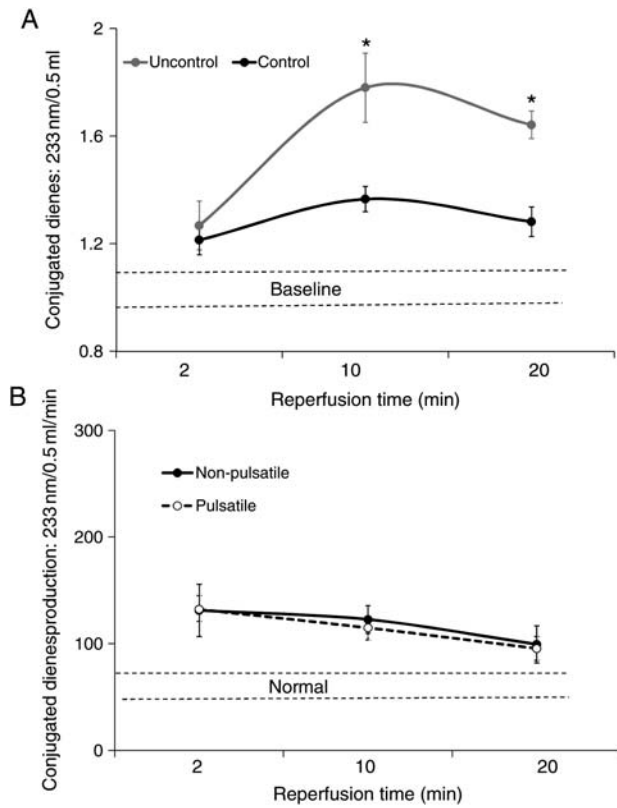 A
Conjugated dienes: 233 nm/0.5 ml
2
1.6
1.2
0.8
Uncontrol
Control
*
*
Baseline
2
10
20
Reperfusion time (min)
B
Conjugated dienesproduction: 233 nm/0.5 ml/min
300
200
100
0
Non-pulsatile
Pulsatile
Normal
2
10
20
Reperfusion time (min)